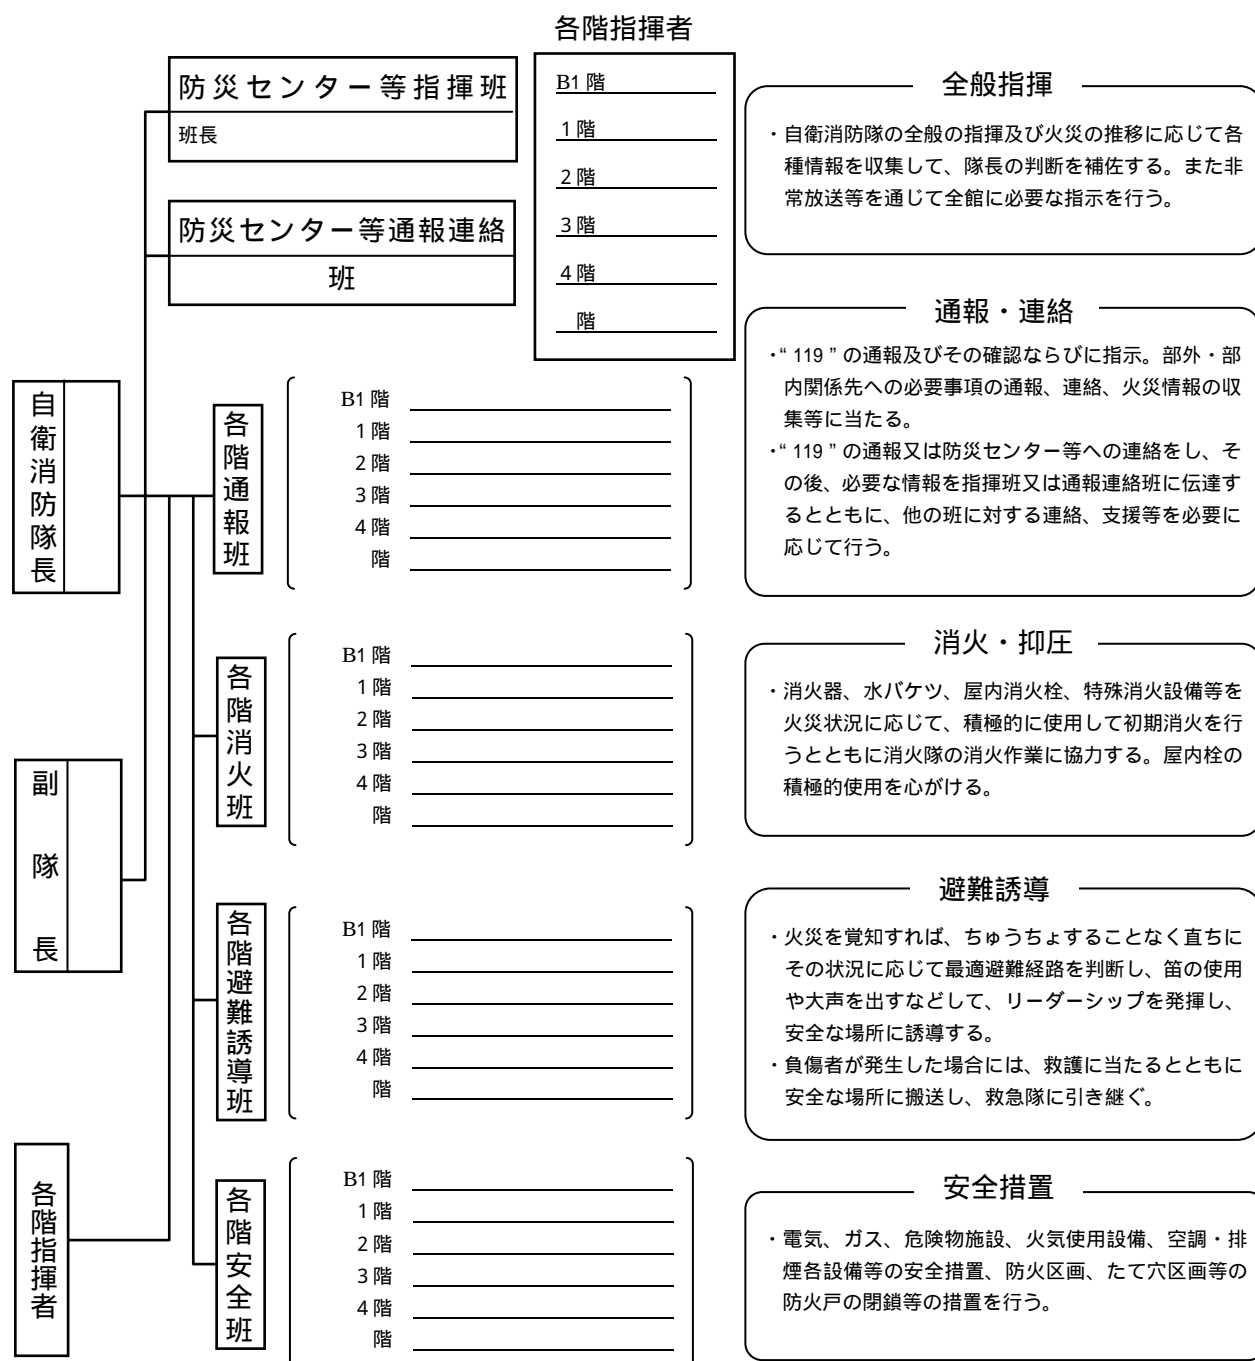 各階指揮者
防災センター等指揮班
班長
防災センター等通報連絡
班
B1 階
1 階
2 階
3 階
4 階
階
全般指揮
・自衛消防隊の全般の指揮及び火災の推移に応じて各
種情報を収集して、隊長の判断を補佐する。また非
常放送等を通じて全館に必要な指示を行う。
通報・連絡
・“ 119 ” の通報及びその確認ならびに指示。部外・部
内関係先への必要事項の通報、連絡、火災情報の収
集等に当たる。
・“ 119 ” の通報又は防災センター等への連絡をし、そ
の後、必要な情報を指揮班又は通報連絡班に伝達す
るとともに、他の班に対する連絡、支援等を必要に
応じて行う。
自衛消防隊長
各階通報班
B1 階
1 階
2 階
3 階
4 階
階
各階消火班
B1 階
1 階
2 階
3 階
4 階
階
消火・抑圧
・消火器、水バケツ、屋内消火栓、特殊消火設備等を
火災状況に応じて、積極的に使用して初期消火を行
うとともに消火隊の消火作業に協力する。屋内栓の
積極的使用を心がける。
副隊長
各階避難誘導班
B1 階
1 階
2 階
3 階
4 階
階
避難誘導
・火災を覚知すれば、ちゅうちょすることなく直ちに
その状況に応じて最適避難経路を判断し、笛の使用
や大声を出すなどして、リーダーシップを発揮し、
安全な場所に誘導する。
・負傷者が発生した場合には、救護に当たるとともに
安全な場所に搬送し、救急隊に引き継ぐ。
各階指揮者
各階安全班
B1 階
1 階
2 階
3 階
4 階
階
安全措置
・電気、ガス、危険物施設、火気使用設備、空調・排
煙各設備等の安全措置、防火区画、たて穴区画等の
防火戸の閉鎖等の措置を行う。